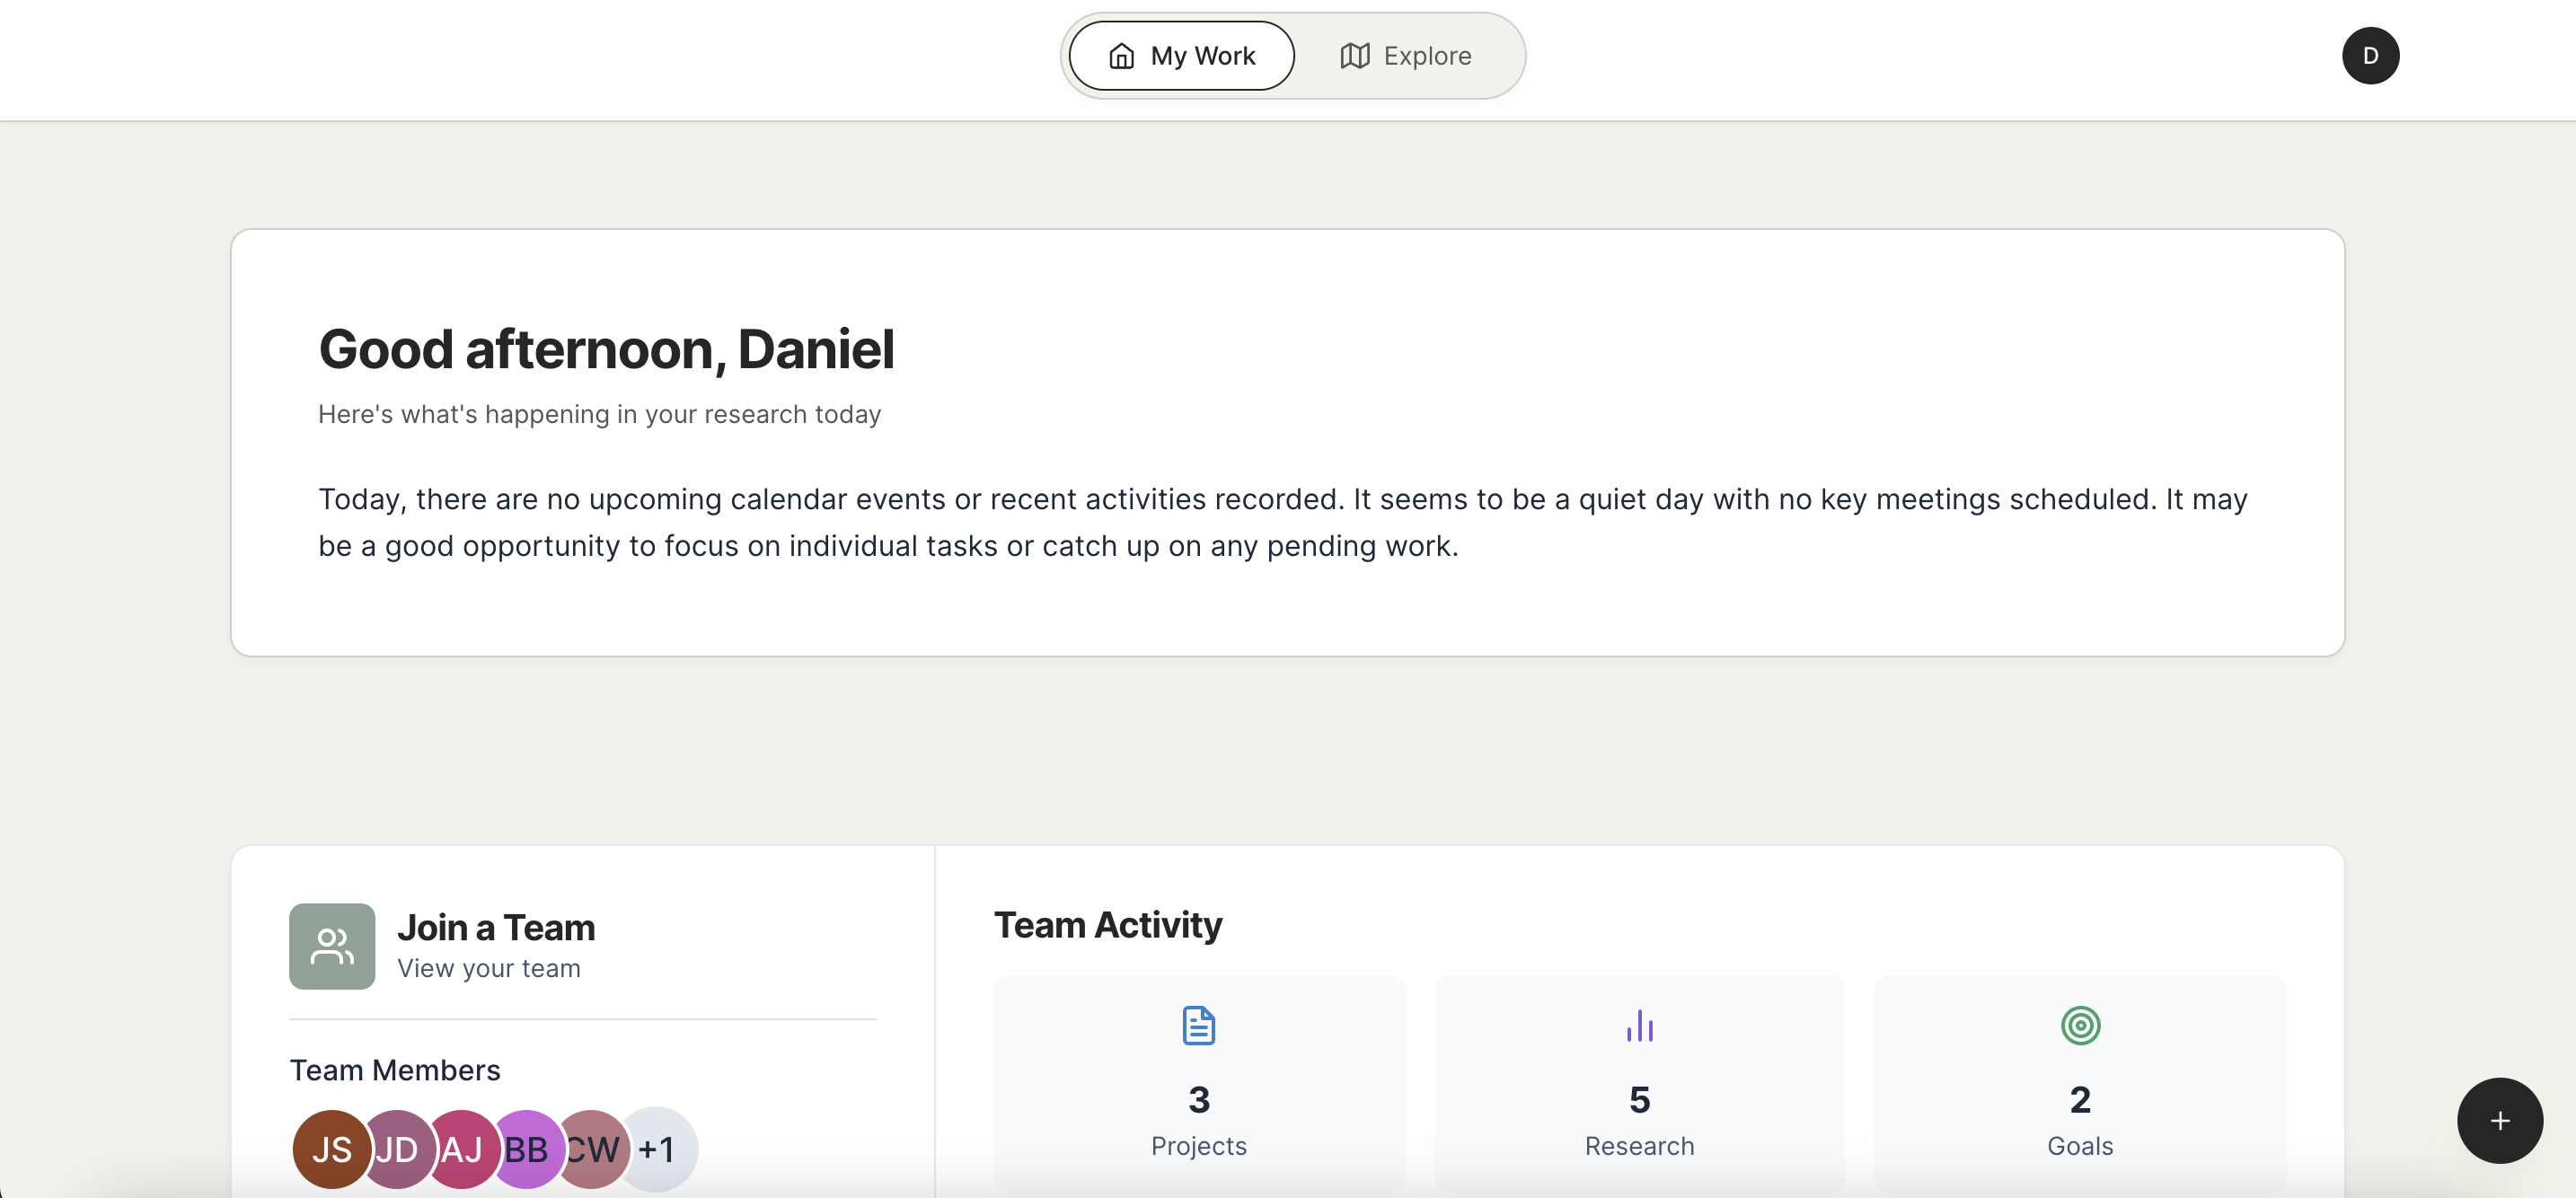 My Work
Explore
D
Good afternoon, Daniel
Here's what's happening in your research today
Today, there are no upcoming calendar events or recent activities recorded. It seems to be a quiet day with no key meetings scheduled. It may
be a good opportunity to focus on individual tasks or catch up on any pending work.
Join a Team
View your team
Team Members
JS JD AJ BB CW +1
Team Activity
3
Projects
5
Research
2
Goals
+